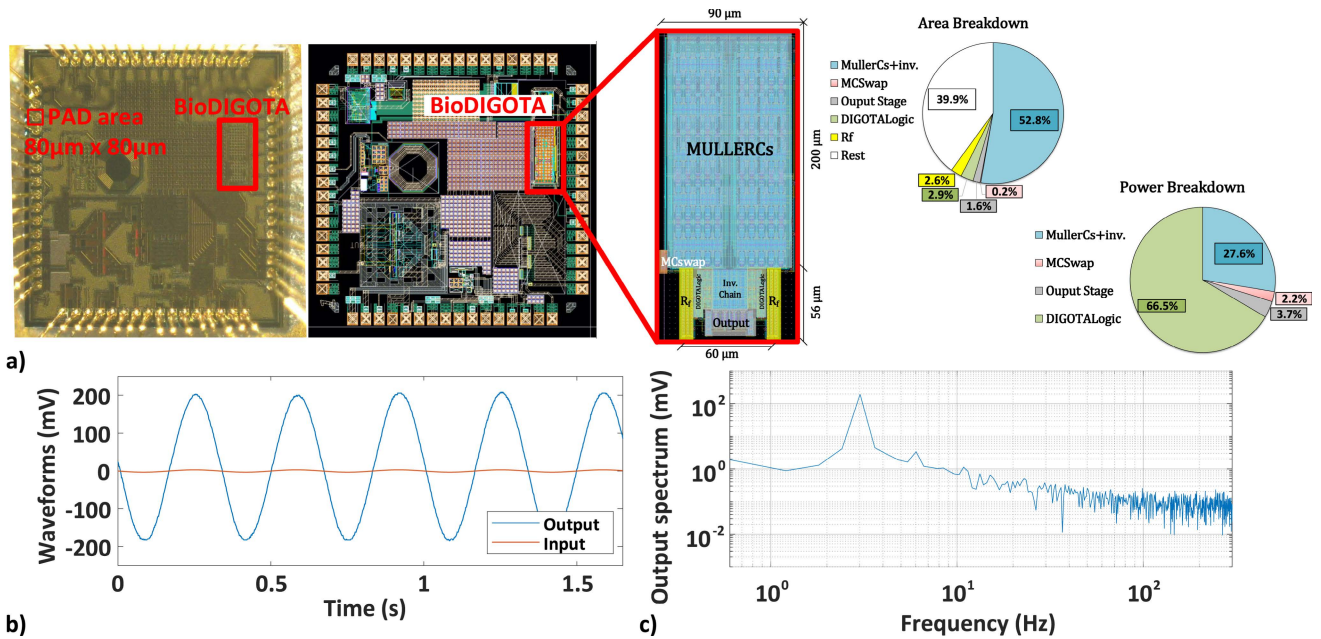 BioDIGOTA
PAD area
80µm x 80µm
BioDIGOTA
90 µm
MULLERCs
200 µm
MCswap
DIGOTALogic
Inv.
Chain
DIGOTALogic
Rf
Rf
Output
56 µm
60 µm
Area Breakdown
MullerCs+inv.
MCSwap
Ouput Stage
DIGOTALogic
Rf
Rest
39.9%
52.8%
2.6%
2.9%
1.6%
0.2%
Power Breakdown
MullerCs+inv.
MCSwap
Ouput Stage
DIGOTALogic
27.6%
66.5%
2.2%
3.7%
a)
Waveforms (mV)
200
100
0
-100
-200
Output
Input
0
0.5
1
1.5
Time (s)
b)
Output spectrum (mV)
10²
10⁰
10⁻²
10⁰
10¹
10²
Frequency (Hz)
c)